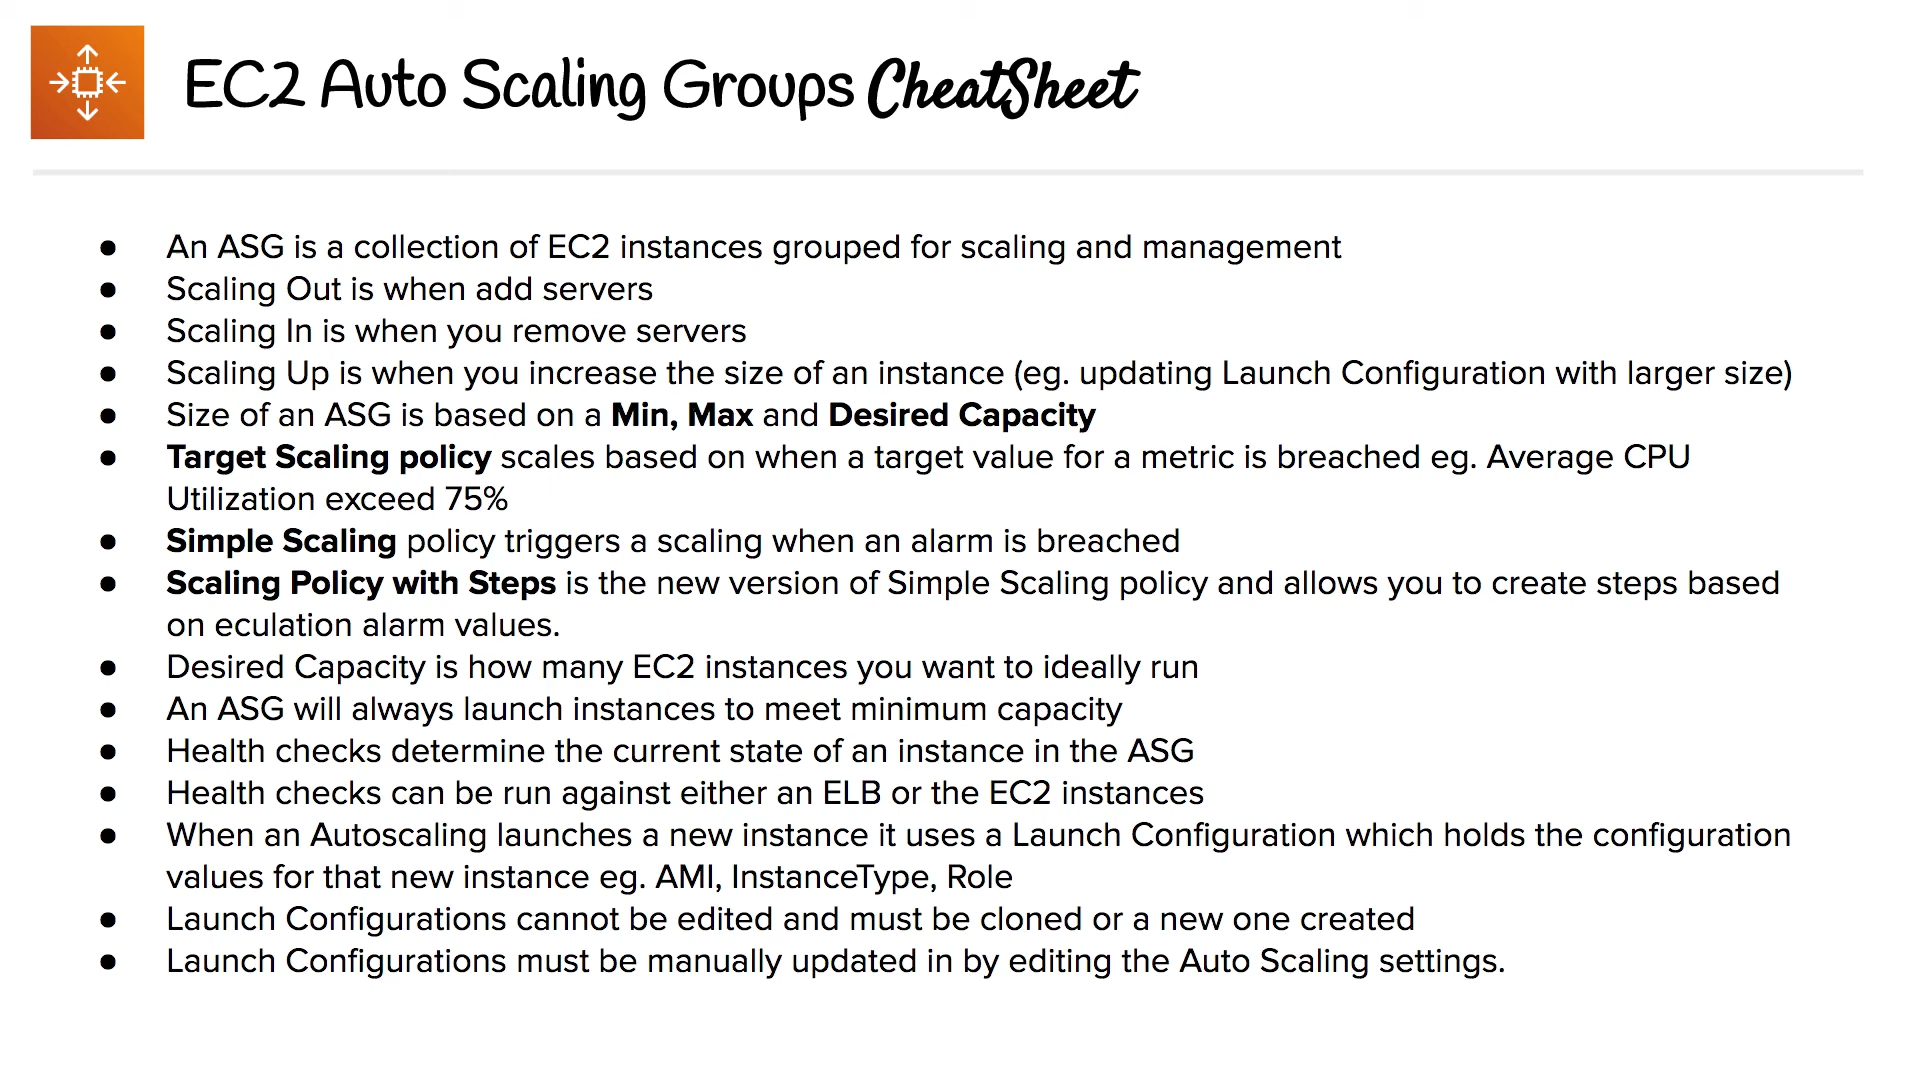 EC2 Auto Scaling Groups CheatSheet
● An ASG is a collection of EC2 instances grouped for scaling and management
● Scaling Out is when add servers
● Scaling In is when you remove servers
● Scaling Up is when you increase the size of an instance (eg. updating Launch Configuration with larger size)
● Size of an ASG is based on a Min, Max and Desired Capacity
● Target Scaling policy scales based on when a target value for a metric is breached eg. Average CPU
Utilization exceed 75%
● Simple Scaling policy triggers a scaling when an alarm is breached
● Scaling Policy with Steps is the new version of Simple Scaling policy and allows you to create steps based
on eculation alarm values.
● Desired Capacity is how many EC2 instances you want to ideally run
● An ASG will always launch instances to meet minimum capacity
● Health checks determine the current state of an instance in the ASG
● Health checks can be run against either an ELB or the EC2 instances
● When an Autoscaling launches a new instance it uses a Launch Configuration which holds the configuration
values for that new instance eg. AMI, InstanceType, Role
● Launch Configurations cannot be edited and must be cloned or a new one created
● Launch Configurations must be manually updated in by editing the Auto Scaling settings.